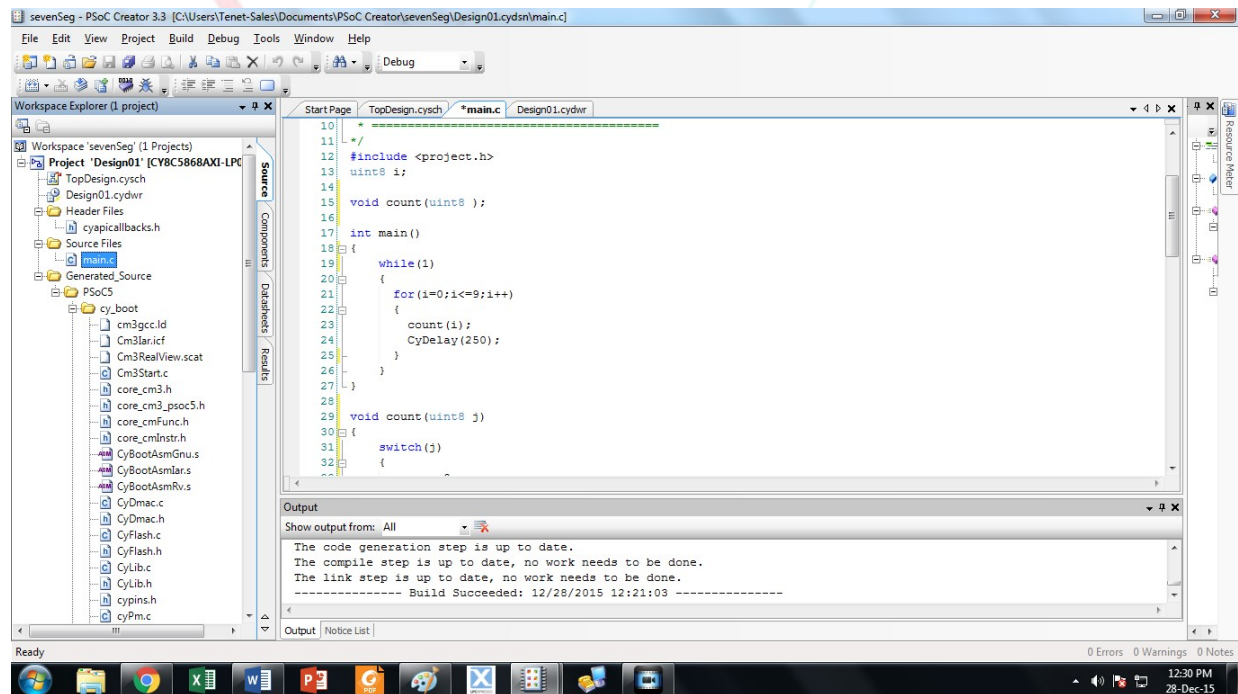 sevenSeg - PSoC Creator 3.3 [C:\Users\Tenet-Sales\Documents\PSoC Creator\sevenSeg\Design01.cydsn\main.c]
File Edit View Project Build Debug Tools Window Help
Debug
Workspace Explorer (1 project)
Workspace 'sevenSeg' (1 Projects)
Project 'Design01' [CY8C5868AXI-LP0
TopDesign.cysch
Design01.cydwr
Header Files
cyapicallbacks.h
Source Files
main.c
Generated_Source
PSoC5
cy_boot
cm3gcc.ld
Cm3Iar.icf
Cm3RealView.scat
Cm3Start.c
core_cm3.h
core_cm3_psoc5.h
core_cmFunc.h
core_cmInstr.h
CyBootAsmGnu.s
CyBootAsmIar.s
CyBootAsmRv.s
CyDmac.c
CyDmac.h
CyFlash.c
CyFlash.h
CyLib.c
CyLib.h
cypins.h
cyPm.c
Source
Components
Datasheets
Results
Start Page TopDesign.cysch *main.c Design01.cydwr
10 * ========================================
11 */
12 #include <project.h>
13 uint8 i;
14
15 void count(uint8 );
16
17 int main()
18 {
19 while(1)
20 {
21 for(i=0;i<=9;i++)
22 {
23 count(i);
24 CyDelay(250);
25 }
26 }
27 }
28
29 void count(uint8 j)
30 {
31 switch(j)
32 {
Resource Meter
Output
Show output from: All
The code generation step is up to date.
The compile step is up to date, no work needs to be done.
The link step is up to date, no work needs to be done.
--------------- Build Succeeded: 12/28/2015 12:21:03 ---------------
Output Notice List
Ready
0 Errors 0 Warnings 0 Notes
12:30 PM
28-Dec-15